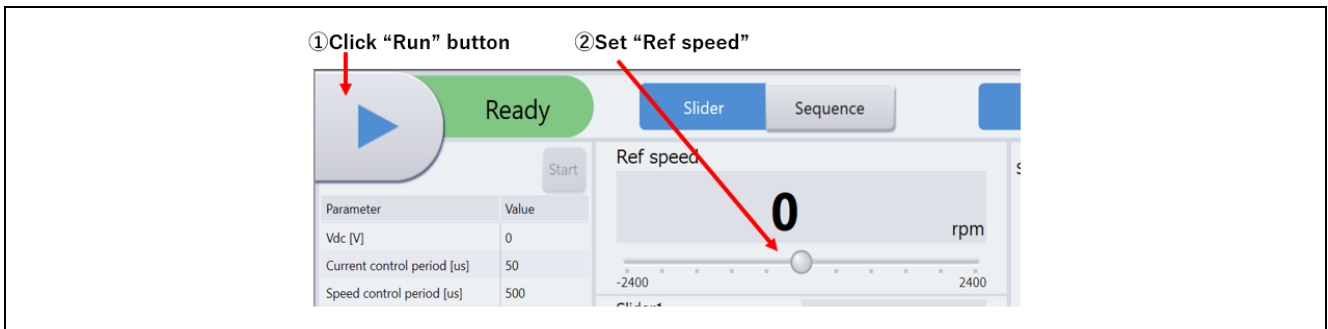 ①Click “Run” button
②Set “Ref speed”
Ready
Slider
Sequence
Start
Ref speed
0
rpm
-2400
2400
Parameter Value
Vdc [V] 0
Current control period [us] 50
Speed control period [us] 500